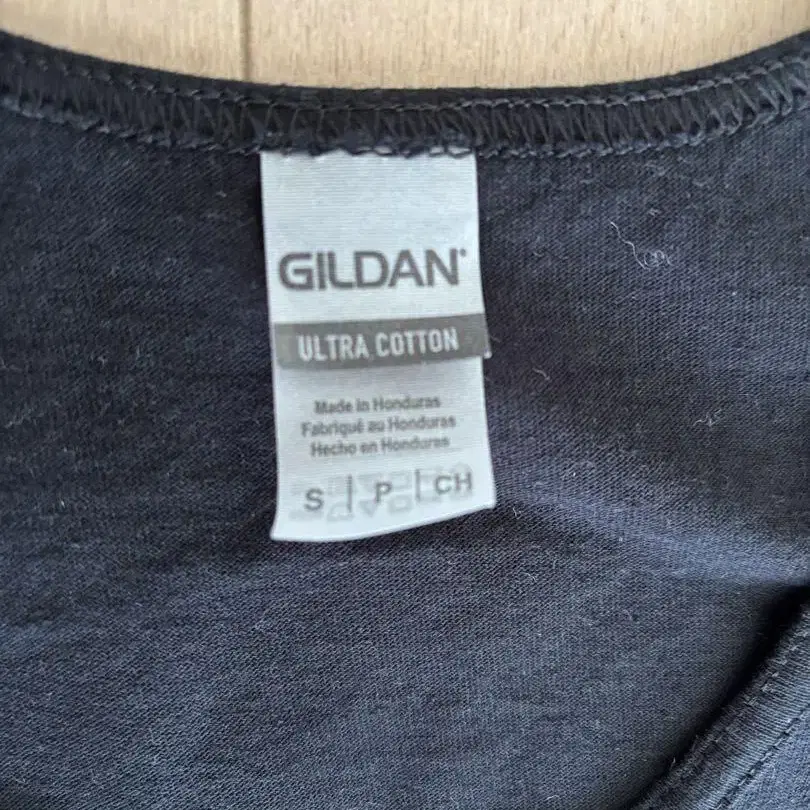 GILDAN®
ULTRA COTTON
Made in Honduras
Fabriqué au Honduras
Hecho en Honduras
S | P | CH